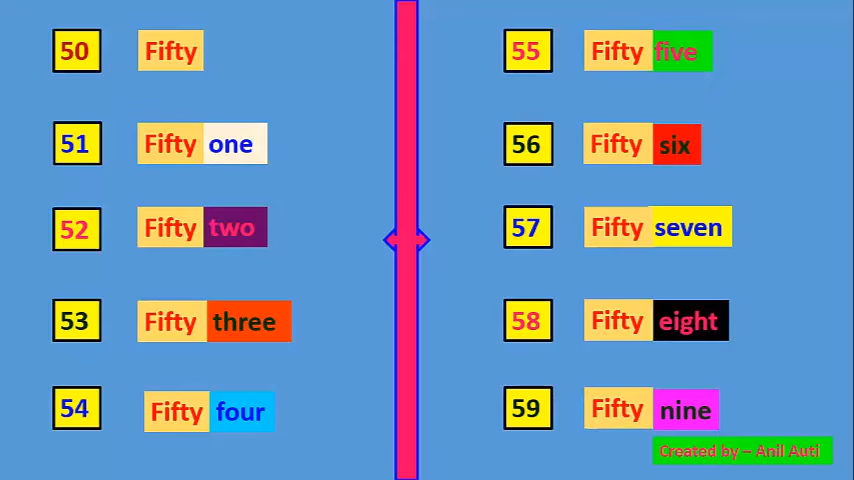 50 Fifty
51 Fifty one
52 Fifty two
53 Fifty three
54 Fifty four
55 Fifty five
56 Fifty six
57 Fifty seven
58 Fifty eight
59 Fifty nine
Created by – Anil Auti